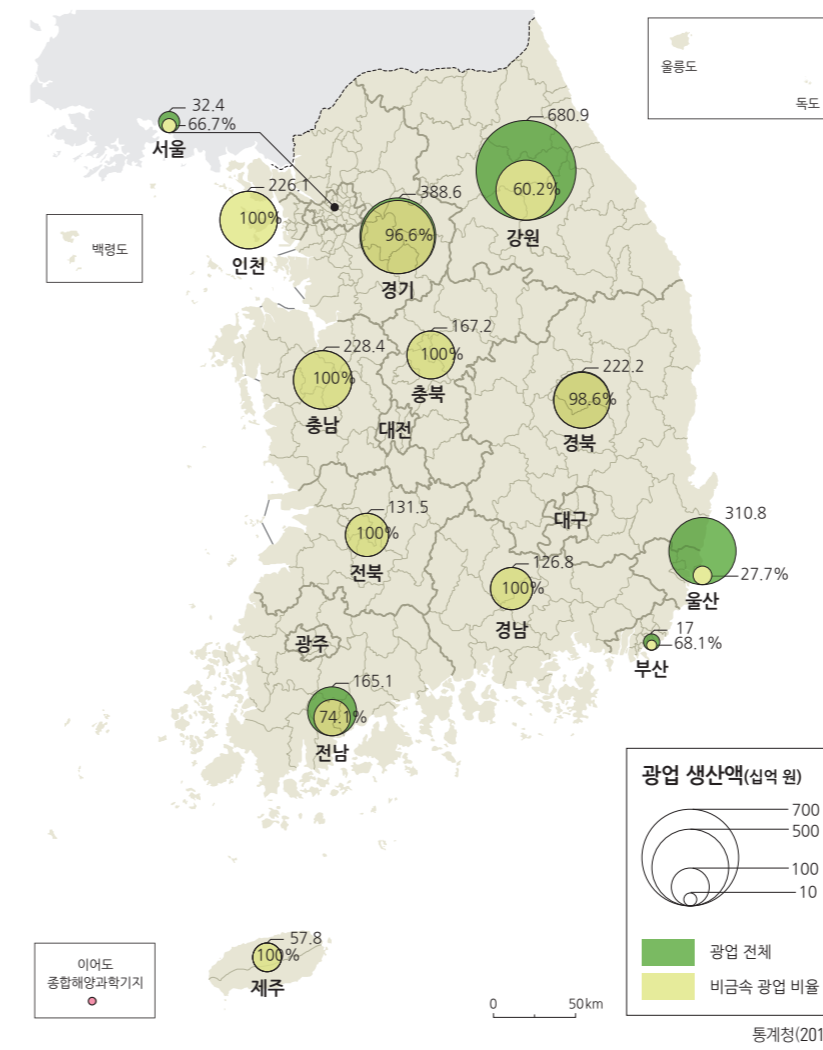 울릉도
독도
32.4
66.7%
서울
680.9
60.2%
강원
226.1
100%
인천
388.6
96.6%
경기
백령도
228.4
100%
충남
167.2
100%
충북
대전
222.2
98.6%
경북
131.5
100%
전북
대구
310.8
27.7%
울산
126.8
100%
경남
17
68.1%
부산
광주
165.1
74.1%
전남
57.8
100%
제주
이어도
종합해양과학기지
0 50km
광업 생산액(십억 원)
700
500
100
10
광업 전체
비금속 광업 비율
통계청(201